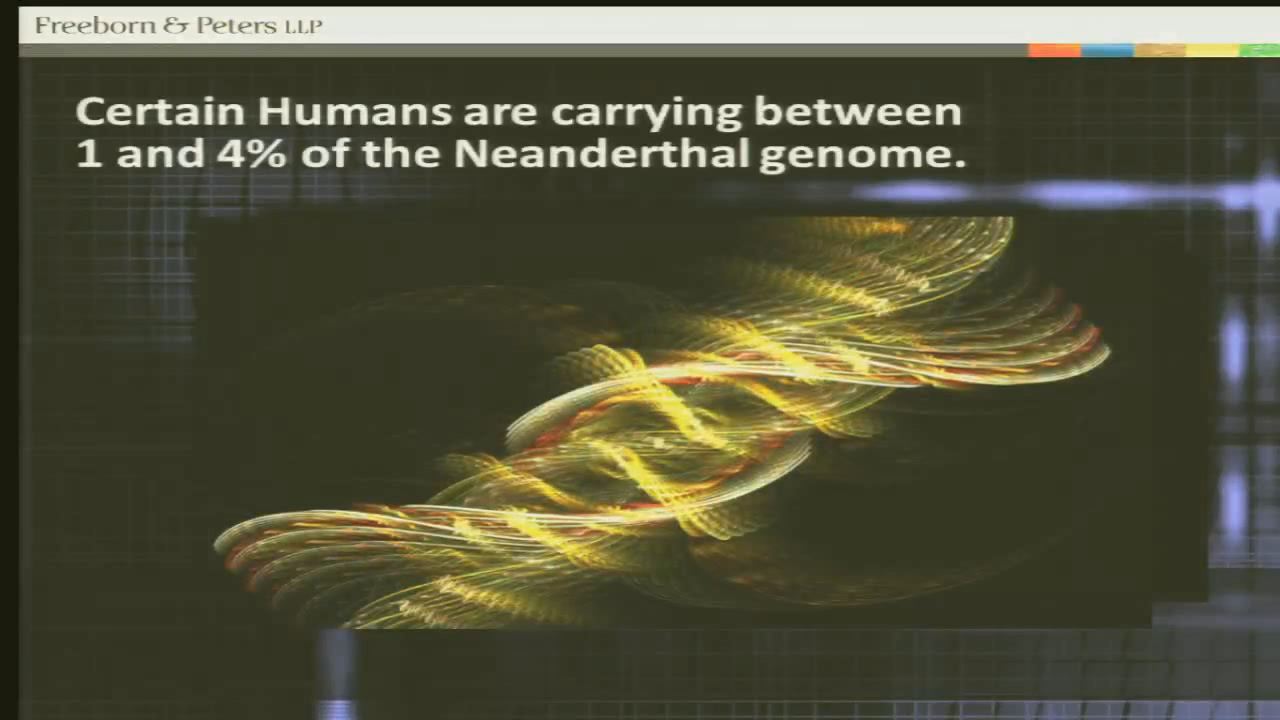 Freeborn & Peters LLP
Certain Humans are carrying between
1 and 4% of the Neanderthal genome.